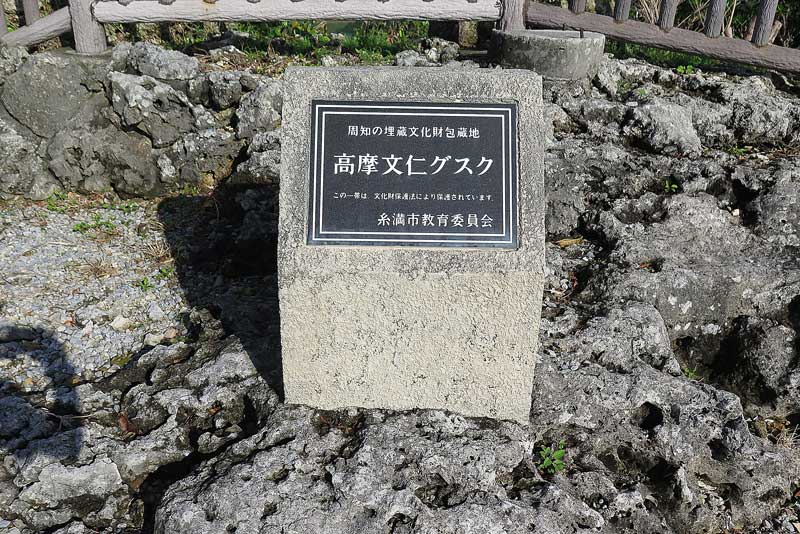 周知の埋蔵文化財包蔵地
高摩文仁グスク
この一帯は、文化財保護法により保護されています。
糸満市教育委員会